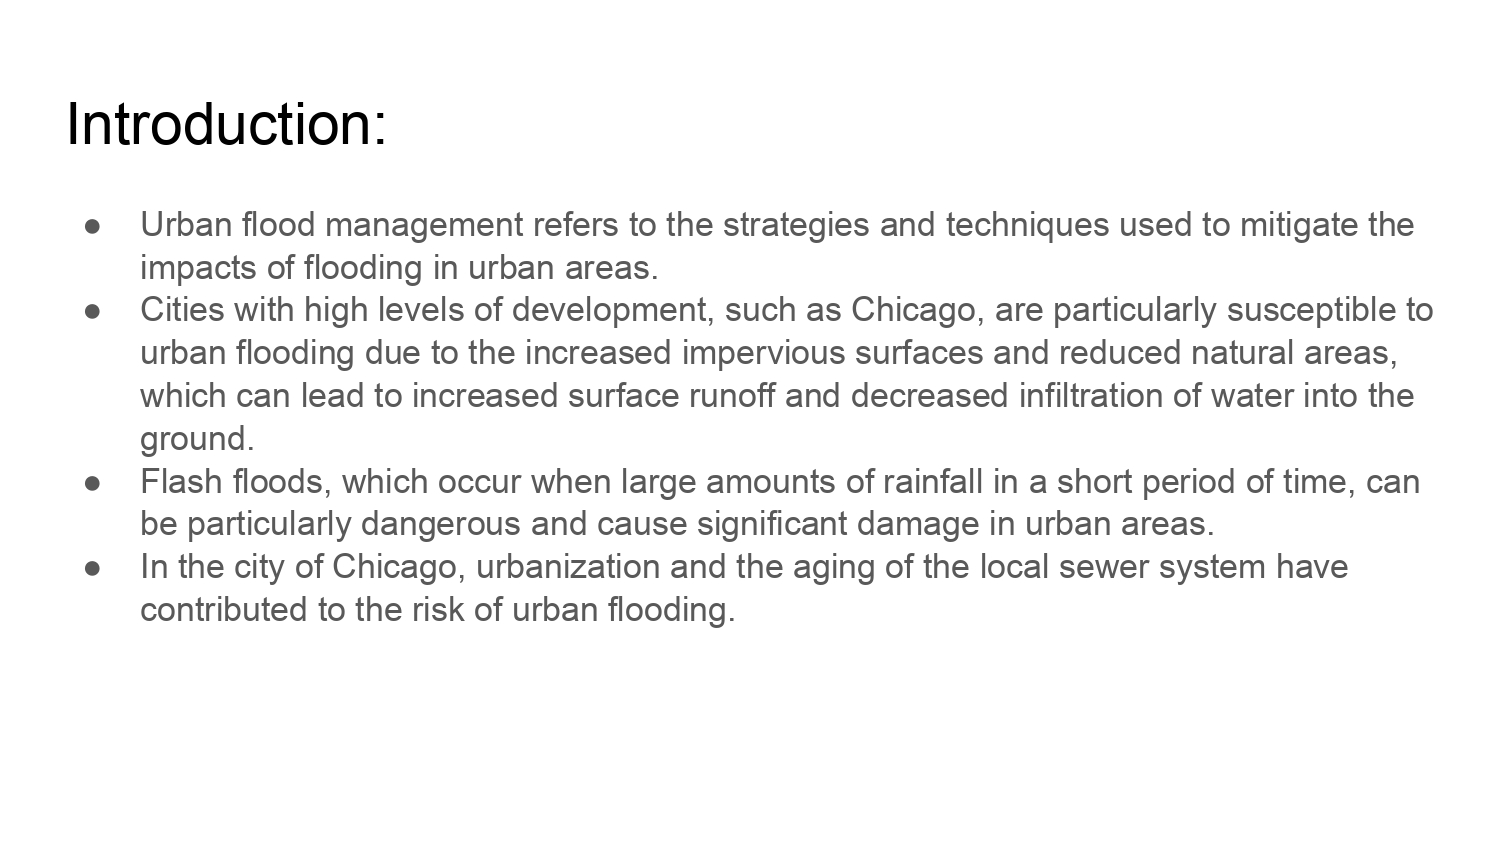 Introduction:
● Urban flood management refers to the strategies and techniques used to mitigate the
impacts of flooding in urban areas.
● Cities with high levels of development, such as Chicago, are particularly susceptible to
urban flooding due to the increased impervious surfaces and reduced natural areas,
which can lead to increased surface runoff and decreased infiltration of water into the
ground.
● Flash floods, which occur when large amounts of rainfall in a short period of time, can
be particularly dangerous and cause significant damage in urban areas.
● In the city of Chicago, urbanization and the aging of the local sewer system have
contributed to the risk of urban flooding.